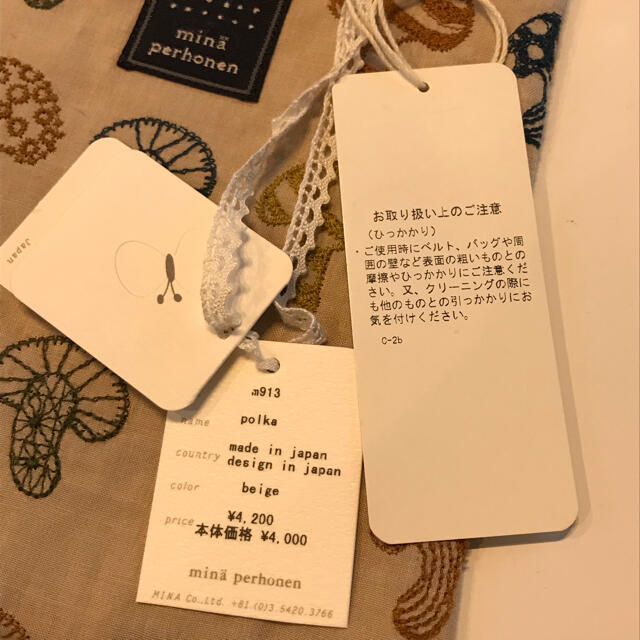 minä
perhonen
Japan
お取り扱い上のご注意
(ひっかかり)
・ご使用時にベルト、バッグや周
囲の壁など表面の粗いものとの
摩擦やひっかかりにご注意くだ
さい。又、クリーニングの際に
も他のものとの引っかかりにお
気を付けください。
C-2b
m913
name polka
country made in japan
design in japan
color beige
price ¥4,200
本体価格 ¥4,000
minä perhonen
MINA Co.,Ltd. +81.(0)3.5420.3766